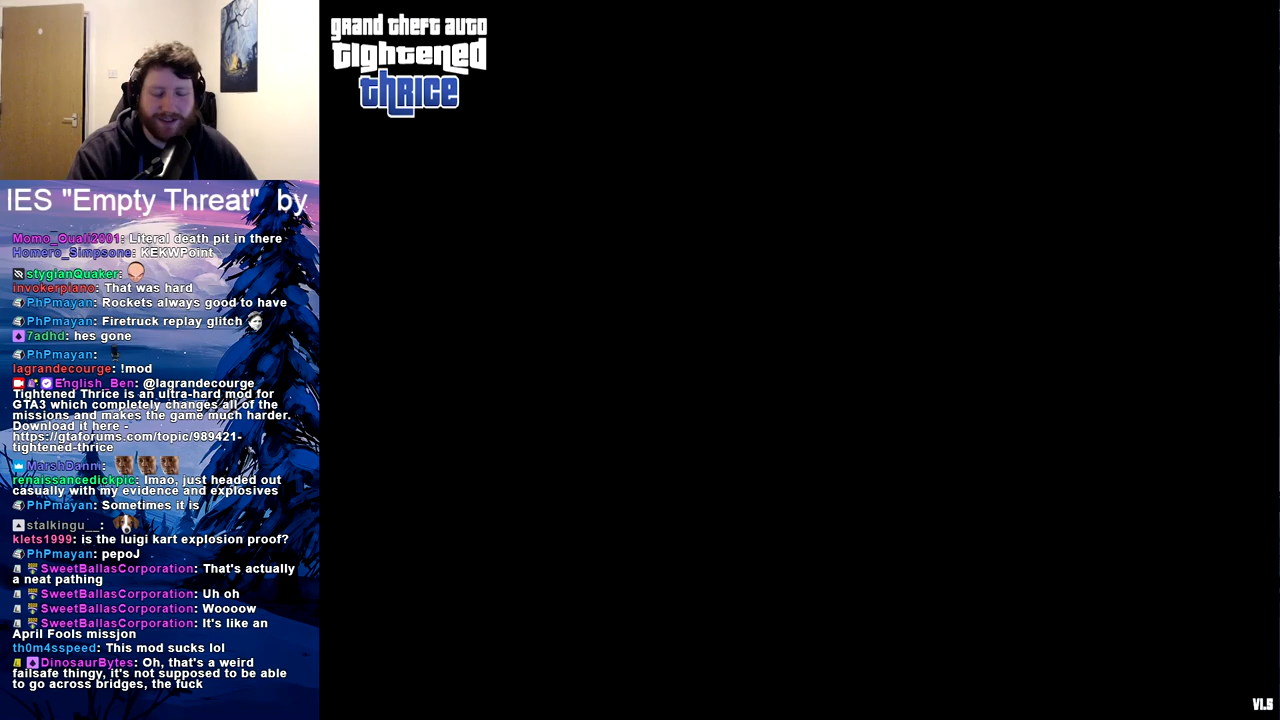 grand theft auto
tightened
thrice
IES "Empty Threat" by
Momo_Ouali2001: Literal death pit in there
Homero_Simpsone: KEKWPoint
stygianQuaker:
invokerpiano: That was hard
PhPmayan: Rockets always good to have
PhPmayan: Firetruck replay glitch
7adhd: hes gone
PhPmayan:
lagrandecourge: !mod
English_Ben: @lagrandecourge
Tightened Thrice is an ultra-hard mod for
GTA3 which completely changes all of the
missions and makes the game much harder.
Download it here -
https://gtaforums.com/topic/989421-
tightened-thrice
MarshDanni:
renaissancedickpic: lmao, just headed out
casually with my evidence and explosives
PhPmayan: Sometimes it is
stalkingu__:
klets1999: is the luigi kart explosion proof?
PhPmayan: pepoJ
SweetBallasCorporation: That's actually
a neat pathing
SweetBallasCorporation: Uh oh
SweetBallasCorporation: Woooow
SweetBallasCorporation: It's like an
April Fools missjon
th0m4sspeed: This mod sucks lol
DinosaurBytes: Oh, that's a weird
failsafe thingy, it's not supposed to be able
to go across bridges, the fuck
V1.5